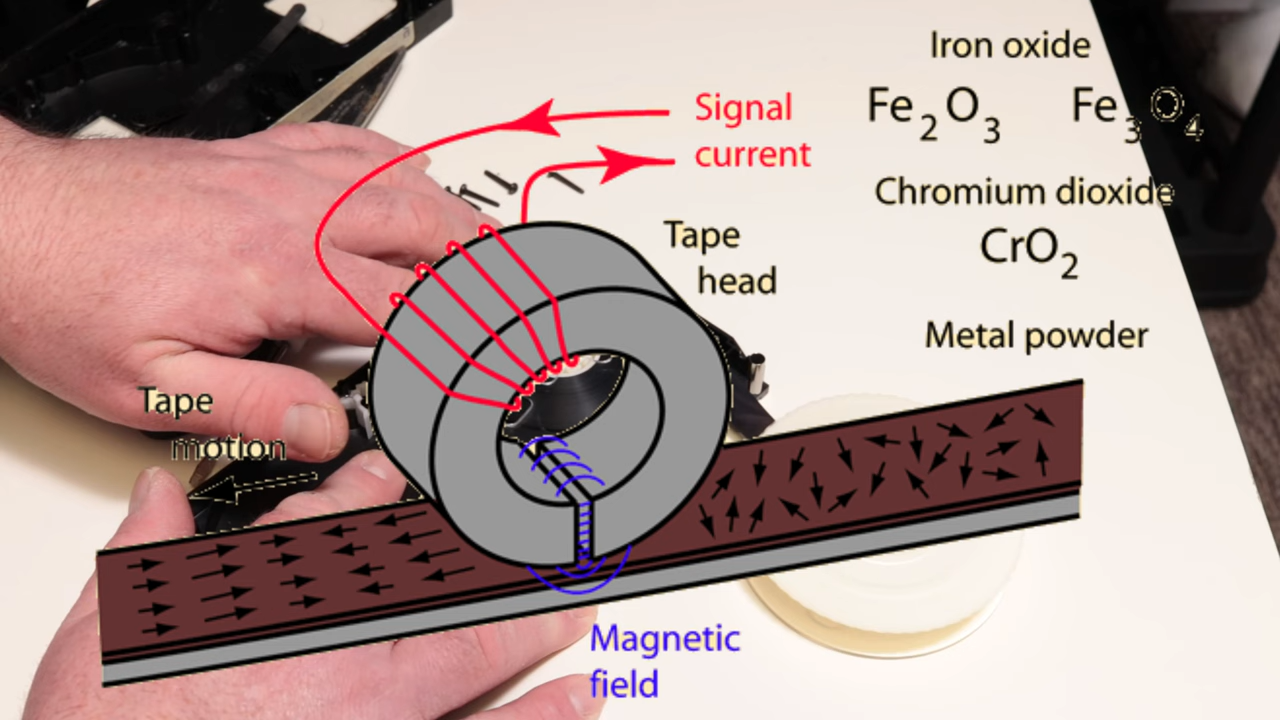 Iron oxide
Fe2O3 Fe3O4
Signal
current
Chromium dioxide
CrO2
Tape
head
Metal powder
Tape
motion
Magnetic
field